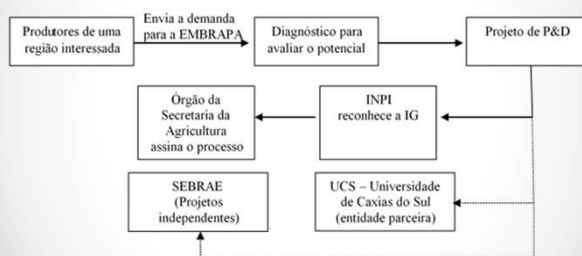 Produtores de uma
região interessada
Envia a demanda
para a EMBRAPA
Diagnóstico para
avaliar o potencial
Projeto de P&D
Órgão da
Secretaria da
Agricultura
assina o processo
INPI
reconhece a IG
SEBRAE
(Projetos
independentes)
UCS – Universidade
de Caxias do Sul
(entidade parceira)